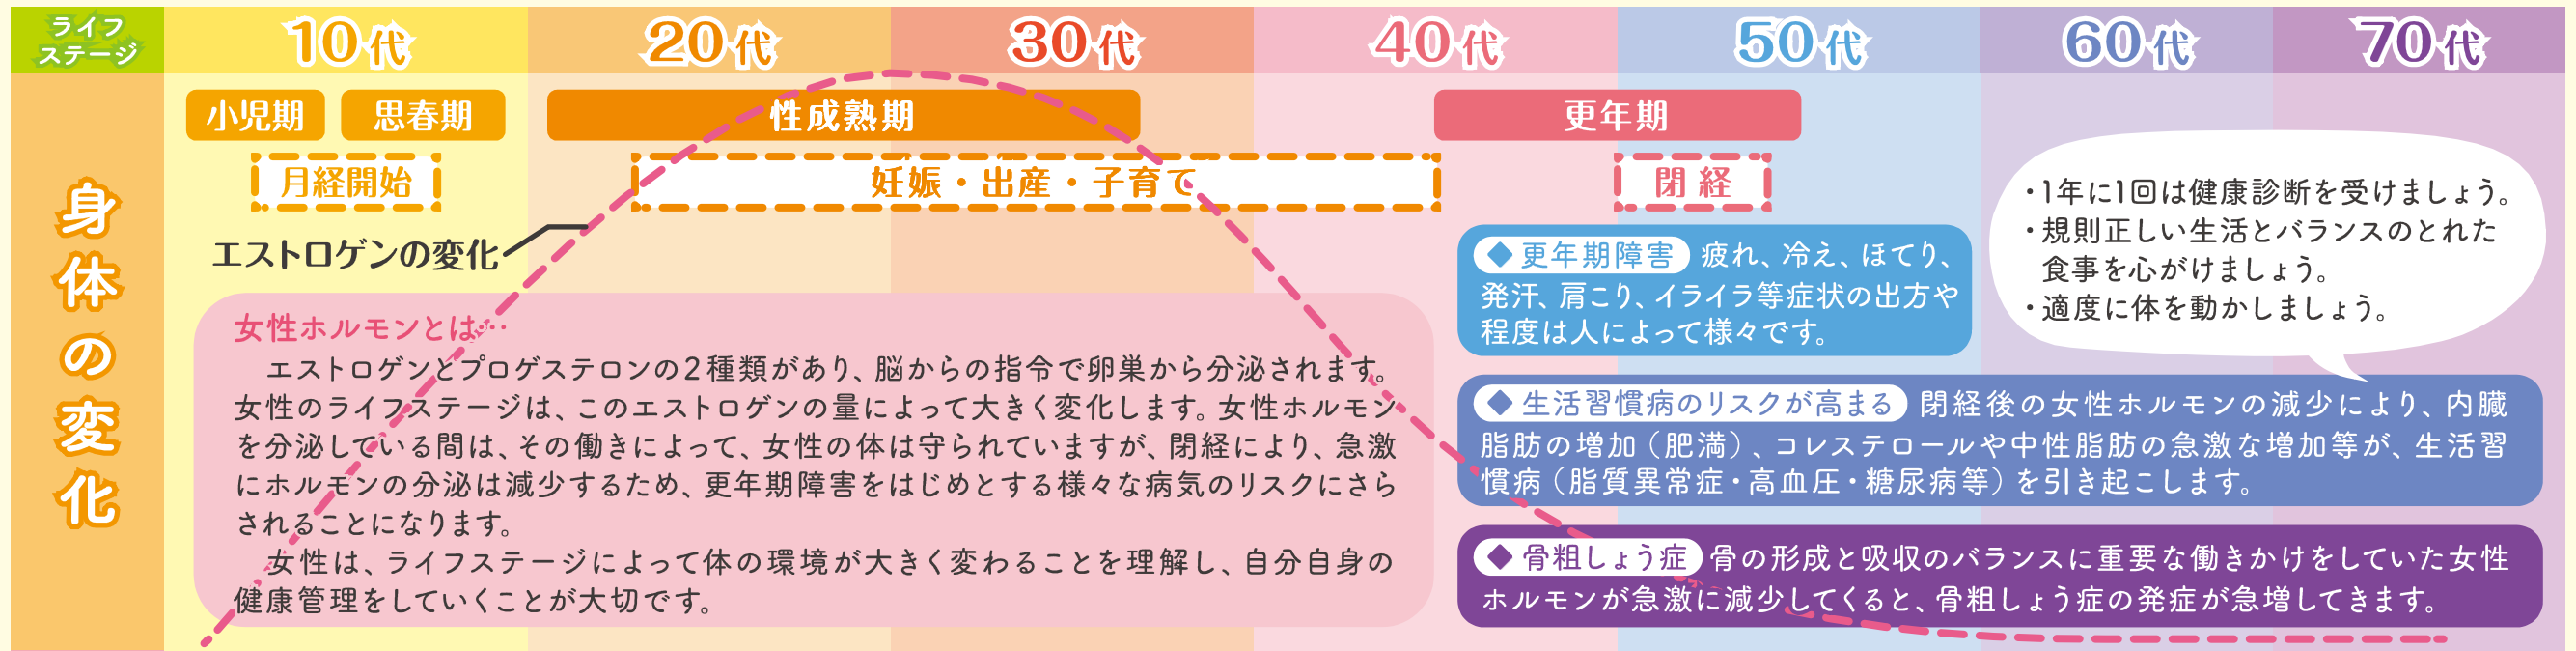 ライフ
ステージ
10代
20代
30代
40代
50代
60代
70代
身体の変化
小児期
思春期
性成熟期
更年期
月経開始
妊娠・出産・子育て
閉経
エストロゲンの変化
女性ホルモンとは…
エストロゲンとプロゲステロンの2種類があり、脳からの指令で卵巣から分泌されます。
女性のライフステージは、このエストロゲンの量によって大きく変化します。女性ホルモン
を分泌している間は、その働きによって、女性の体は守られていますが、閉経により、急激
にホルモンの分泌は減少するため、更年期障害をはじめとする様々な病気のリスクにさら
されることになります。
女性は、ライフステージによって体の環境が大きく変わることを理解し、自分自身の
健康管理をしていくことが大切です。
◆更年期障害 疲れ、冷え、ほてり、
発汗、肩こり、イライラ等症状の出方や
程度は人によって様々です。
・1年に1回は健康診断を受けましょう。
・規則正しい生活とバランスのとれた
食事を心がけましょう。
・適度に体を動かしましょう。
◆生活習慣病のリスクが高まる 閉経後の女性ホルモンの減少により、内臓
脂肪の増加（肥満）、コレステロールや中性脂肪の急激な増加等が、生活習
慣病（脂質異常症・高血圧・糖尿病等）を引き起こします。
◆骨粗しょう症 骨の形成と吸収のバランスに重要な働きかけをしていた女性
ホルモンが急激に減少してくると、骨粗しょう症の発症が急増してきます。